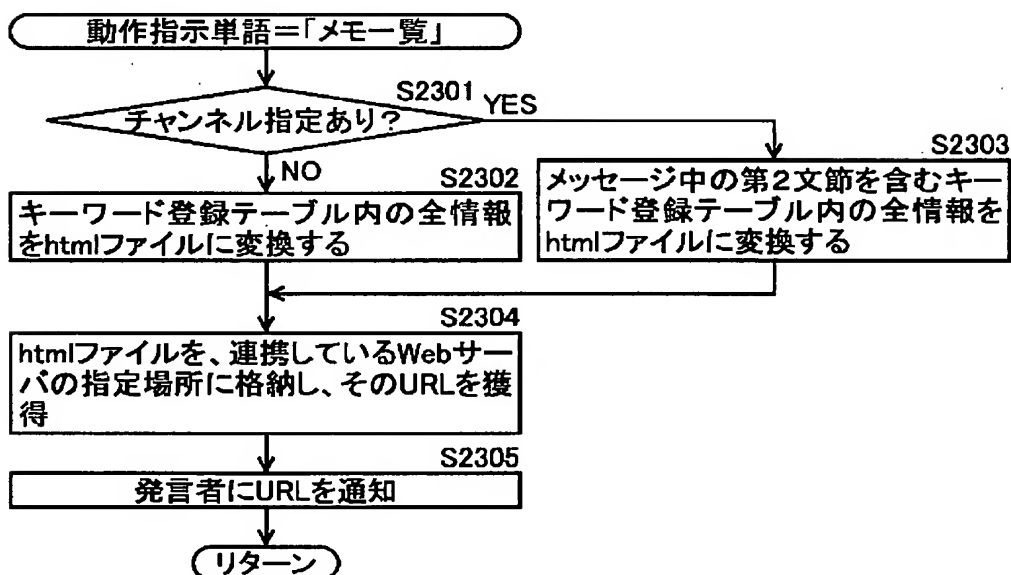 動作指示単語=「メモ一覧」
S2301
チャンネル指定あり?
YES
NO
S2302
キーワード登録テーブル内の全情報
をhtmlファイルに変換する
S2303
メッセージ中の第2文節を含むキー
ワード登録テーブル内の全情報を
htmlファイルに変換する
S2304
htmlファイルを、連携しているWebサー
バの指定場所に格納し、そのURLを獲
得
S2305
発言者にURLを通知
リターン